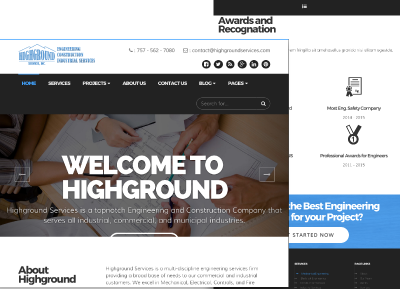 Awards and
Recognation
HIGHGROUND
SERVICES, INC.
ENGINEERING
CONSTRUCTION
INDUSTRIAL SERVICES
: 757 - 562 - 7080
: contact@highgroundservices.com
HOME SERVICES PROJECTS ABOUT US CONTACT US BLOG PAGES
Search for..
WELCOME TO
HIGHGROUND
Highground Services is a topnotch Engineering and Construction Company that
serves all industrial, commercial, and municipal industries.
About
Highground
Highground Services is a multi-discipline engineering services firm
providing a broad base of needs to our commercial and industrial
customers. We excel in Mechanical, Electrical, Controls, and Fire
Most Eng. Safety Company
2014 - 2015
Professional Awards for Engineers
2011 - 2015
the Best Engineering
for your Project?
STARTED NOW
SERVICES